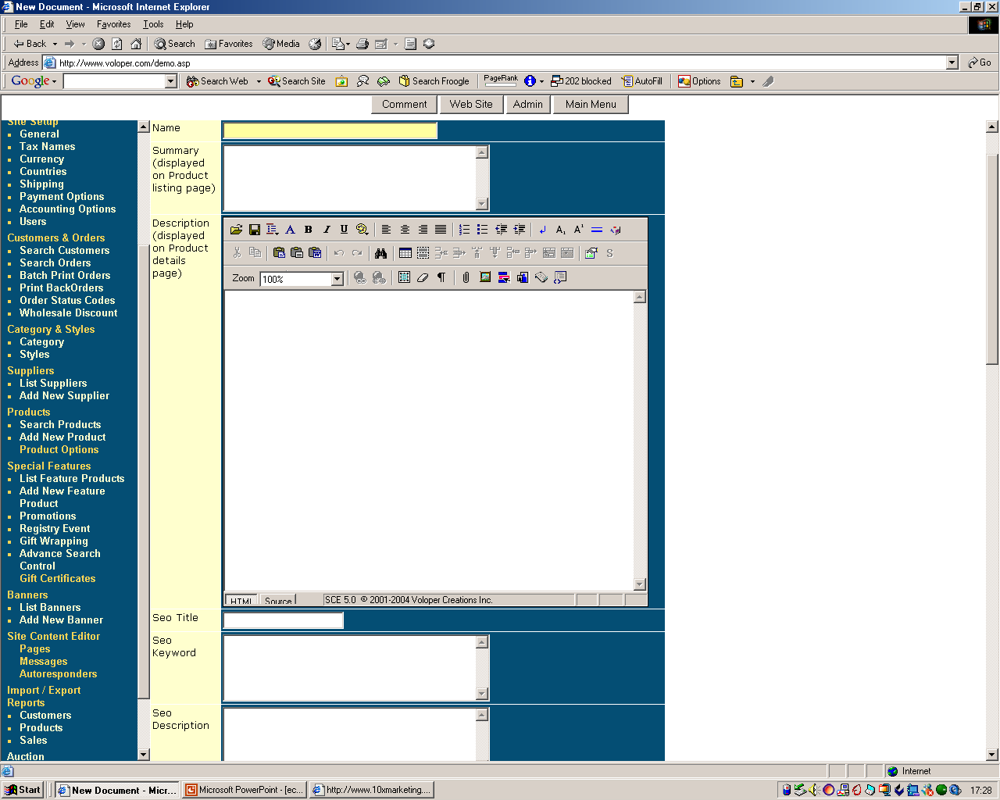 New Document - Microsoft Internet Explorer
File Edit View Favorites Tools Help
Back Search Favorites Media
Address http://www.voloper.com/demo.asp Go
Google Search Web Search Site Search Froogle PageRank 202 blocked AutoFill Options
Comment Web Site Admin Main Menu
Site Setup
General
Tax Names
Currency
Countries
Shipping
Payment Options
Accounting Options
Users
Customers & Orders
Search Customers
Search Orders
Batch Print Orders
Print BackOrders
Order Status Codes
Wholesale Discount
Category & Styles
Category
Styles
Suppliers
List Suppliers
Add New Supplier
Products
Search Products
Add New Product
Product Options
Special Features
List Feature Products
Add New Feature
Product
Promotions
Registry Event
Gift Wrapping
Advance Search
Control
Gift Certificates
Banners
List Banners
Add New Banner
Site Content Editor
Pages
Messages
Autoresponders
Import / Export
Reports
Customers
Products
Sales
Auction
Name
Summary
(displayed
on Product
listing page)
Description
(displayed
on Product
details
page)
Zoom 100%
HTML Source SCE 5.0 © 2001-2004 Voloper Creations Inc.
Seo Title
Seo
Keyword
Seo
Description
Internet
Start New Document - Micr... Microsoft PowerPoint - [ec... http://www.10xmarketing.... 17:28